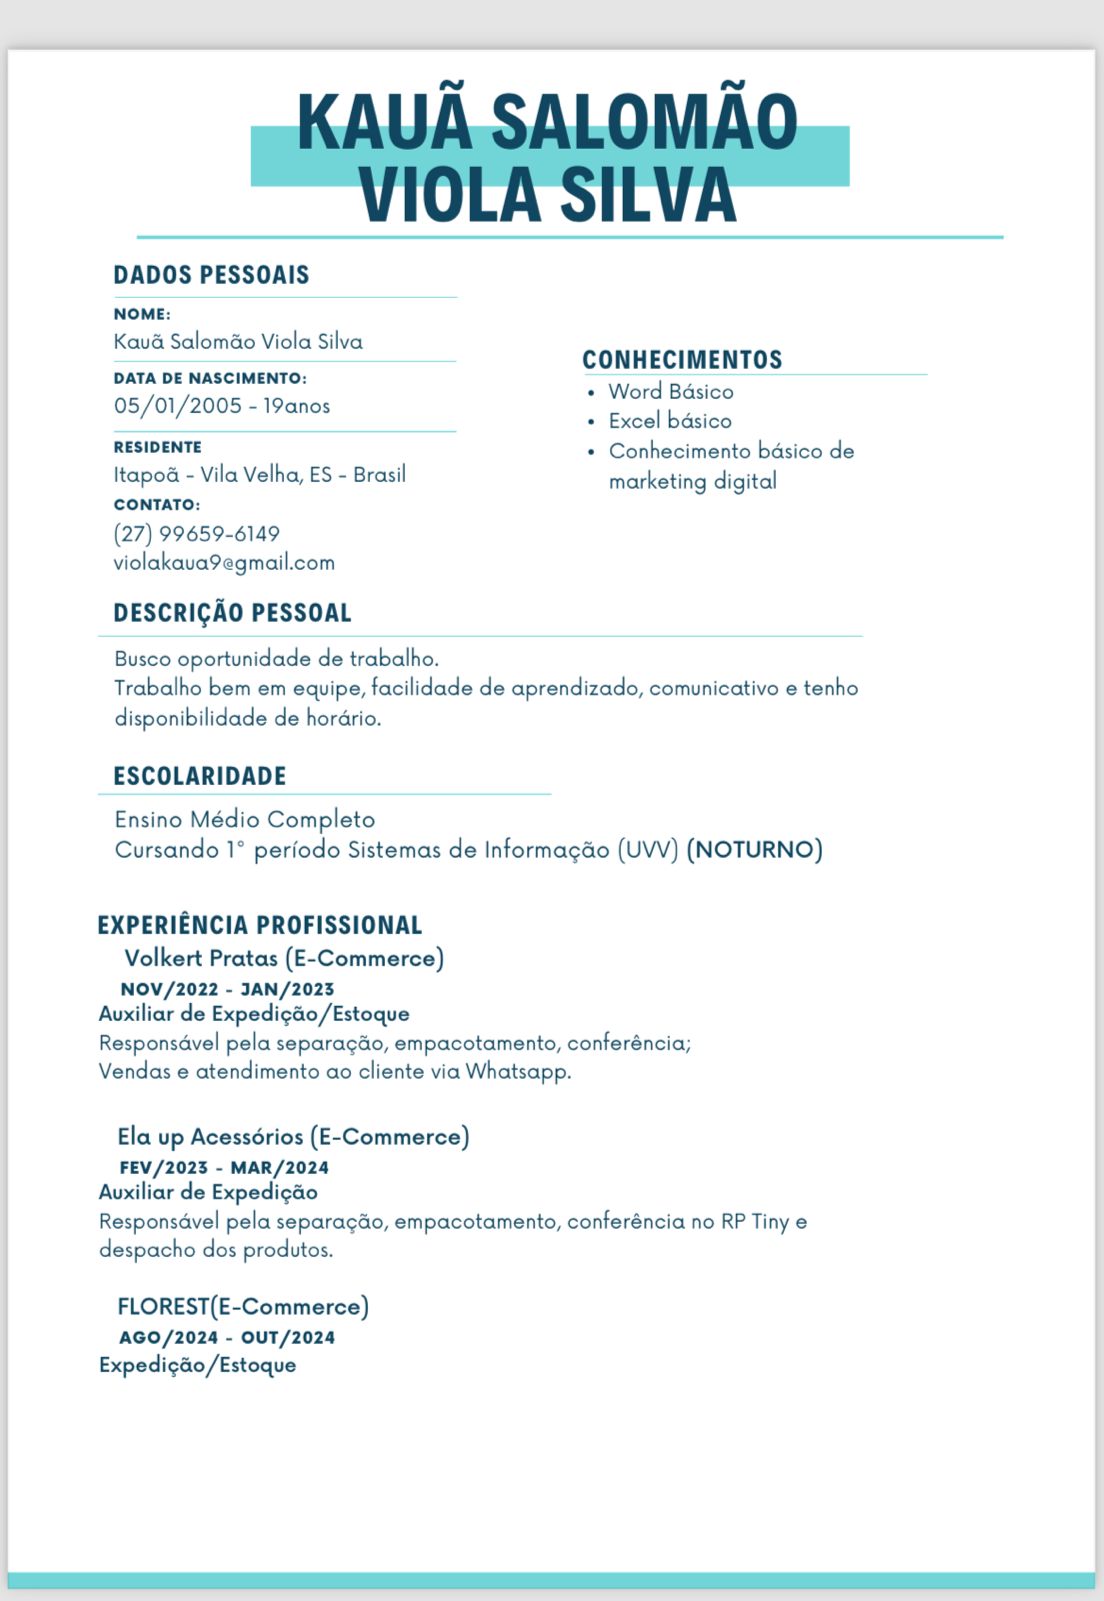 KAUÃ SALOMÃO
VIOLA SILVA
DADOS PESSOAIS
NOME:
Kauã Salomão Viola Silva
DATA DE NASCIMENTO:
05/01/2005 - 19anos
RESIDENTE
Itapoã - Vila Velha, ES - Brasil
CONTATO:
(27) 99659-6149
violakaua9@gmail.com
CONHECIMENTOS
• Word Básico
• Excel básico
• Conhecimento básico de
marketing digital
DESCRIÇÃO PESSOAL
Busco oportunidade de trabalho.
Trabalho bem em equipe, facilidade de aprendizado, comunicativo e tenho
disponibilidade de horário.
ESCOLARIDADE
Ensino Médio Completo
Cursando 1° período Sistemas de Informação (UVV) (NOTURNO)
EXPERIÊNCIA PROFISSIONAL
Volkert Pratas (E-Commerce)
NOV/2022 - JAN/2023
Auxiliar de Expedição/Estoque
Responsável pela separação, empacotamento, conferência;
Vendas e atendimento ao cliente via Whatsapp.
Ela up Acessórios (E-Commerce)
FEV/2023 - MAR/2024
Auxiliar de Expedição
Responsável pela separação, empacotamento, conferência no RP Tiny e
despacho dos produtos.
FLOREST(E-Commerce)
AGO/2024 - OUT/2024
Expedição/Estoque